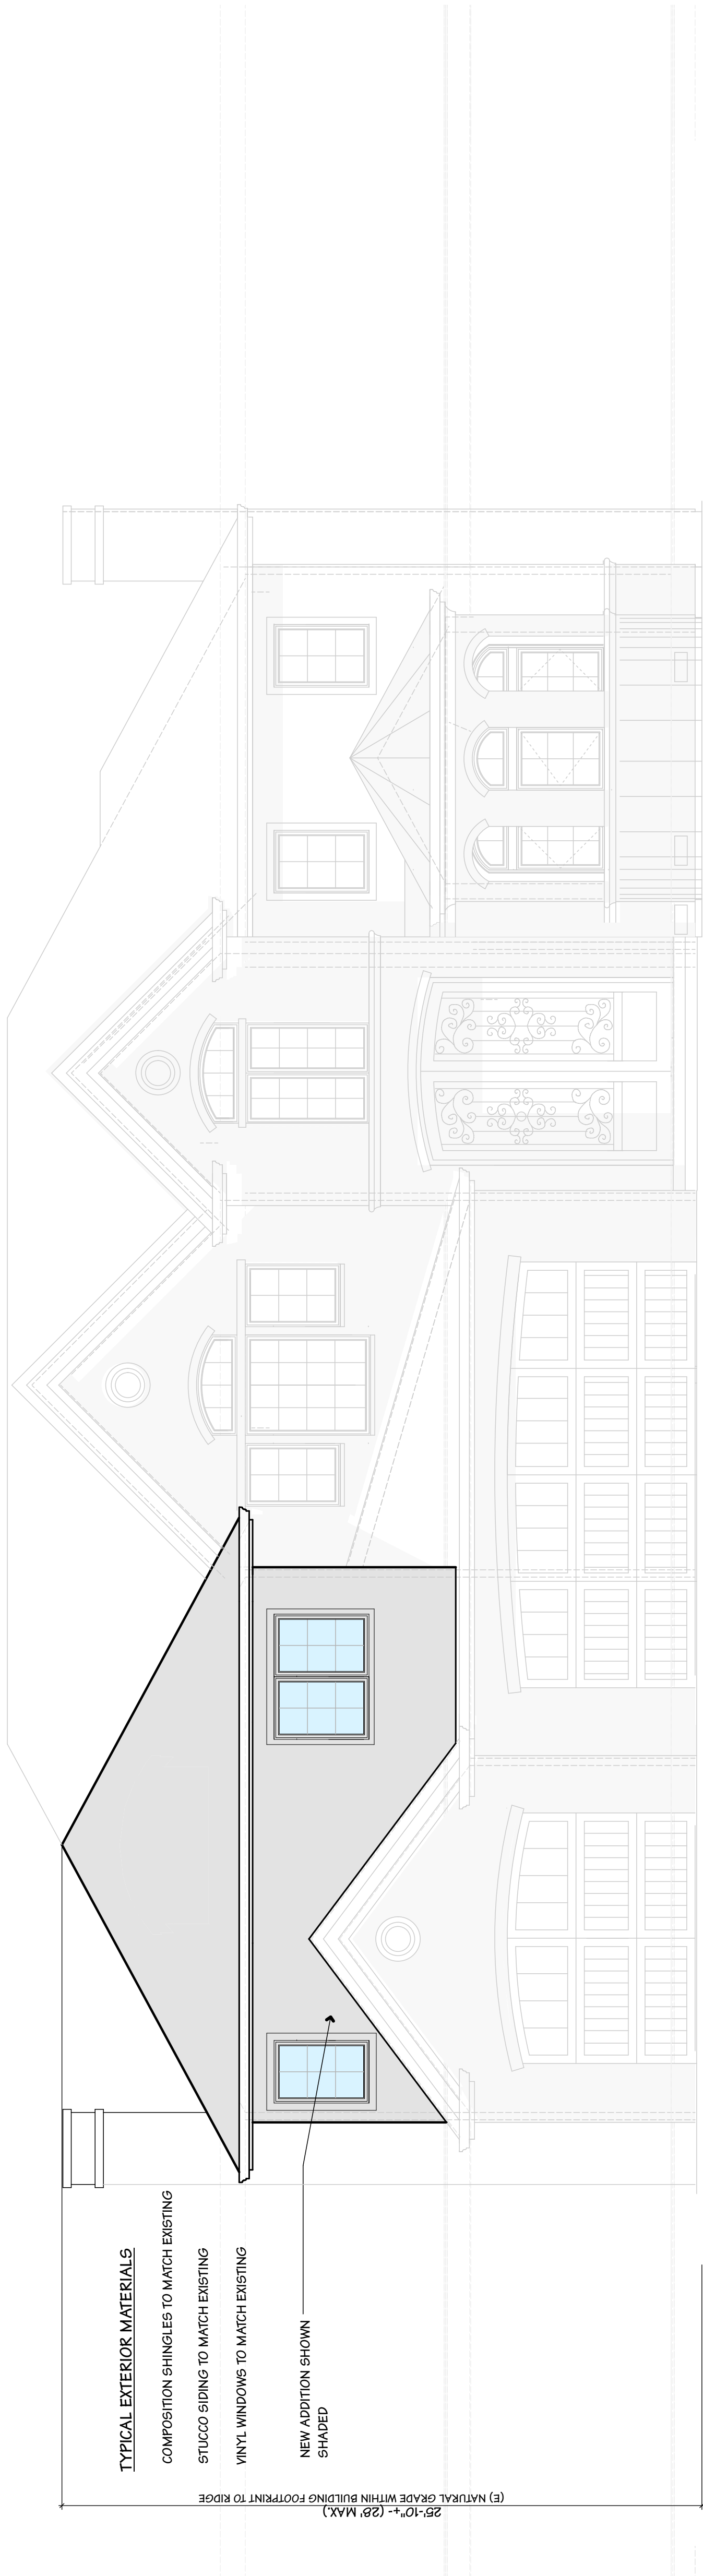 TYPICAL EXTERIOR MATERIALS
COMPOSITION SHINGLES TO MATCH EXISTING
STUCCO SIDING TO MATCH EXISTING
VINYL WINDOWS TO MATCH EXISTING
NEW ADDITION SHOWN
SHADED
25'-10"+- (28' MAX.)
(E) NATURAL GRADE WITHIN BUILDING FOOTPRINT TO RIDGE